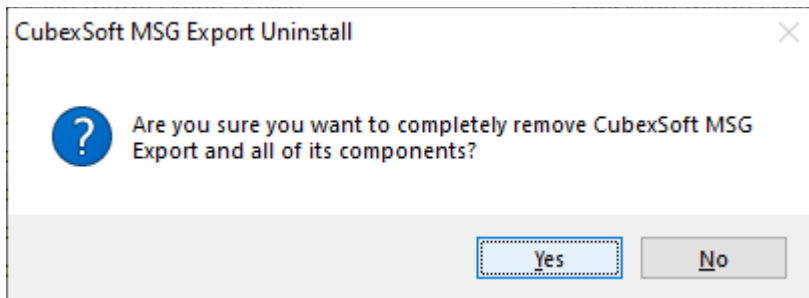 CubexSoft MSG Export Uninstall
Are you sure you want to completely remove CubexSoft MSG
Export and all of its components?
Yes
No